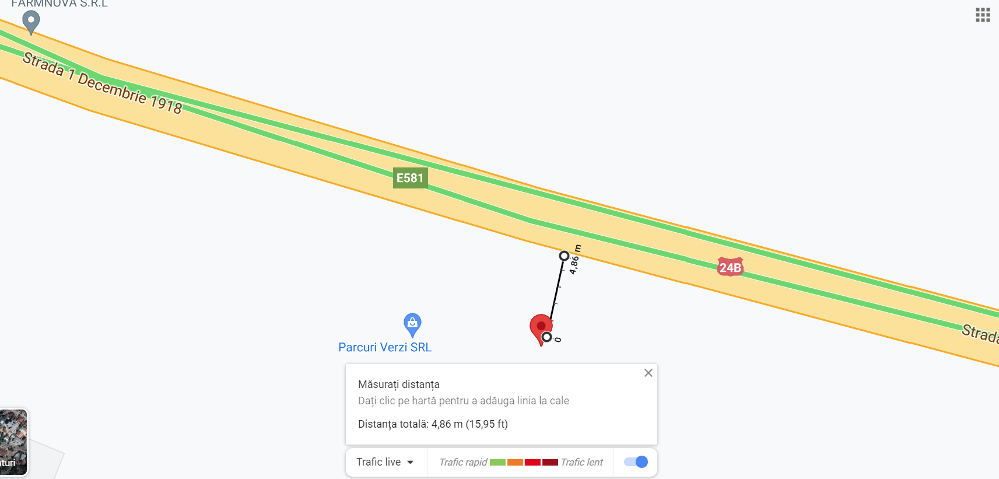 FARMNOVA S.R.L
Strada 1 Decembrie 1918
E581
4,86 m
24B
0
Strada
Parcuri Verzi SRL
Măsurați distanța
Dați clic pe hartă pentru a adăuga linia la cale
Distanța totală: 4,86 m (15,95 ft)
Trafic live
Trafic rapid
Trafic lent
turi